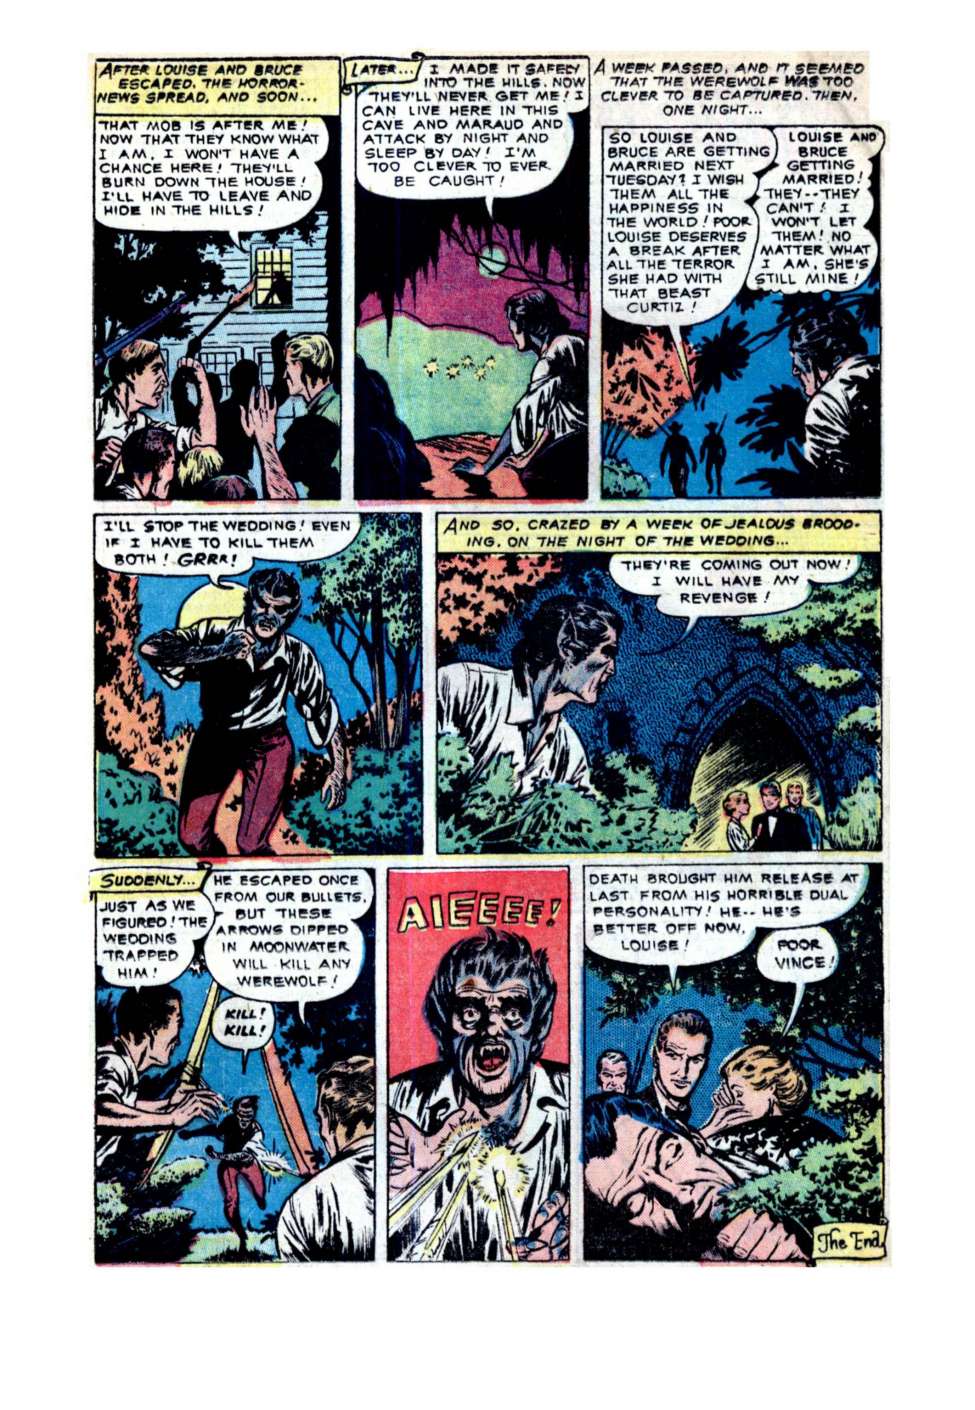 AFTER LOUISE AND BRUCE
ESCAPED, THE HORROR-
NEWS SPREAD, AND SOON...
THAT MOB IS AFTER ME!
NOW THAT THEY KNOW WHAT
I AM, I WON'T HAVE A
CHANCE HERE! THEY'LL
BURN DOWN THE HOUSE!
I'LL HAVE TO LEAVE AND
HIDE IN THE HILLS!
LATER...
I MADE IT SAFELY
INTO THE HILLS. NOW
THEY'LL NEVER GET ME! I
CAN LIVE HERE IN THIS
CAVE AND MARAUD AND
ATTACK BY NIGHT AND
SLEEP BY DAY! I'M
TOO CLEVER TO EVER
BE CAUGHT!
A WEEK PASSED, AND IT SEEMED
THAT THE WEREWOLF WAS TOO
CLEVER TO BE CAPTURED. THEN,
ONE NIGHT...
SO LOUISE AND
BRUCE ARE GETTING
MARRIED NEXT
TUESDAY? I WISH
THEM ALL THE
HAPPINESS IN
THE WORLD! POOR
LOUISE DESERVES
A BREAK AFTER
ALL THE TERROR
SHE HAD WITH
THAT BEAST
CURTIZ!
LOUISE AND
BRUCE
GETTING
MARRIED!
THEY--THEY
CAN'T! I
WON'T LET
THEM! NO
MATTER WHAT
I AM, SHE'S
STILL MINE!
I'LL STOP THE WEDDING! EVEN
IF I HAVE TO KILL THEM
BOTH! GRRR!
AND SO, CRAZED BY A WEEK OF JEALOUS BROOD-
ING, ON THE NIGHT OF THE WEDDING...
THEY'RE COMING OUT NOW!
I WILL HAVE MY
REVENGE!
SUDDENLY...
JUST AS WE
FIGURED! THE
WEDDING
TRAPPED
HIM!
HE ESCAPED ONCE
FROM OUR BULLETS,
BUT THESE
ARROWS DIPPED
IN MOONWATER
WILL KILL ANY
WEREWOLF!
KILL!
KILL!
AIEEEE!
DEATH BROUGHT HIM RELEASE AT
LAST FROM HIS HORRIBLE DUAL
PERSONALITY! HE-- HE'S
BETTER OFF NOW,
LOUISE!
POOR
VINCE!
The End